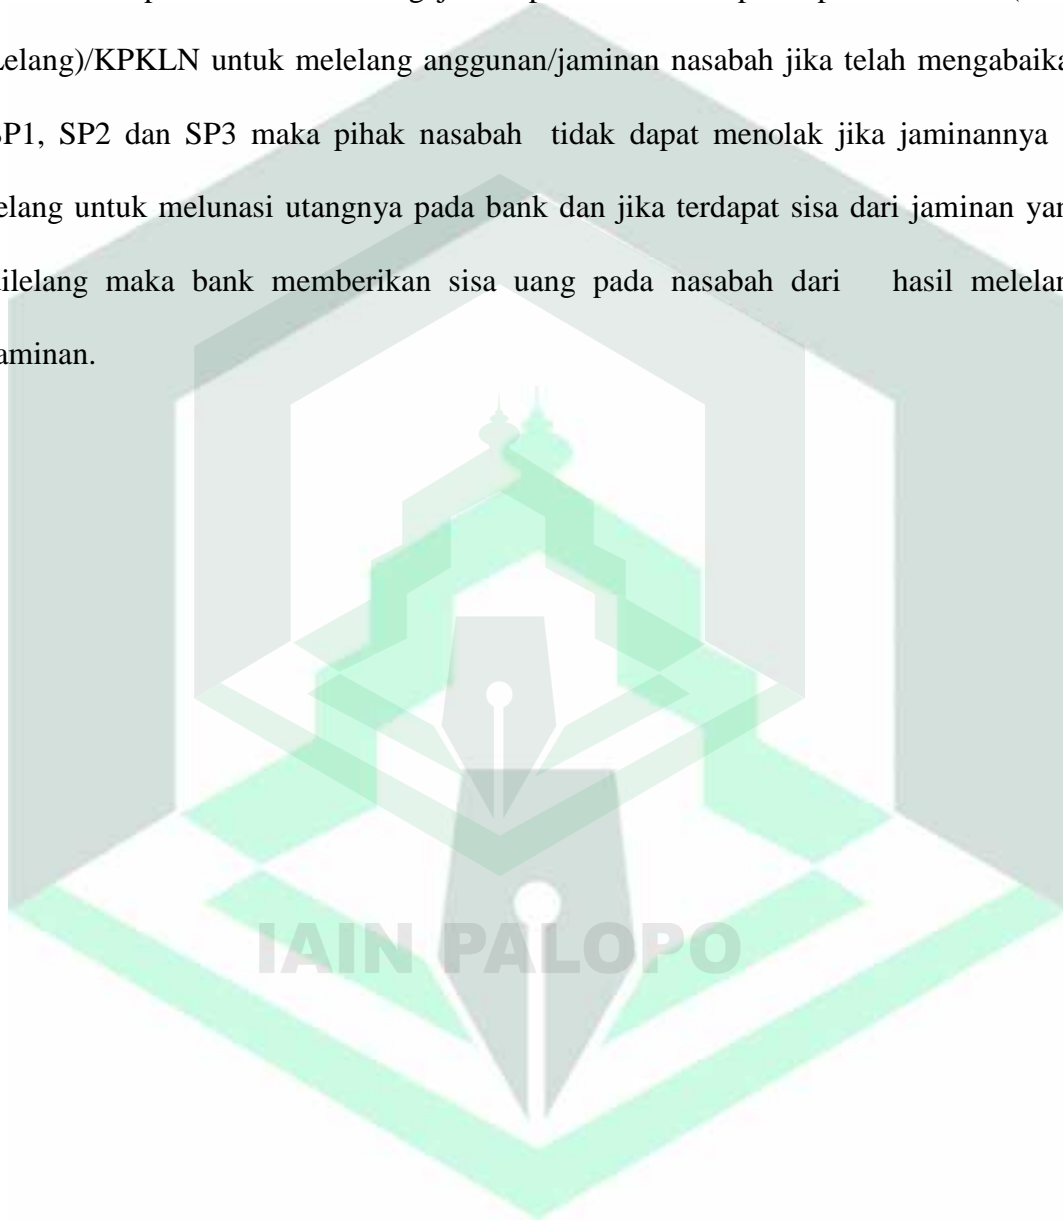 Lelang)/KPKLN untuk melelang anggunan/jaminan nasabah jika telah mengabaika
SP1, SP2 dan SP3 maka pihak nasabah tidak dapat menolak jika jaminannya
lelang untuk melunasi utangnya pada bank dan jika terdapat sisa dari jaminan yan
dilelang maka bank memberikan sisa uang pada nasabah dari hasil melelan
jaminan.
IAIN PALOPO